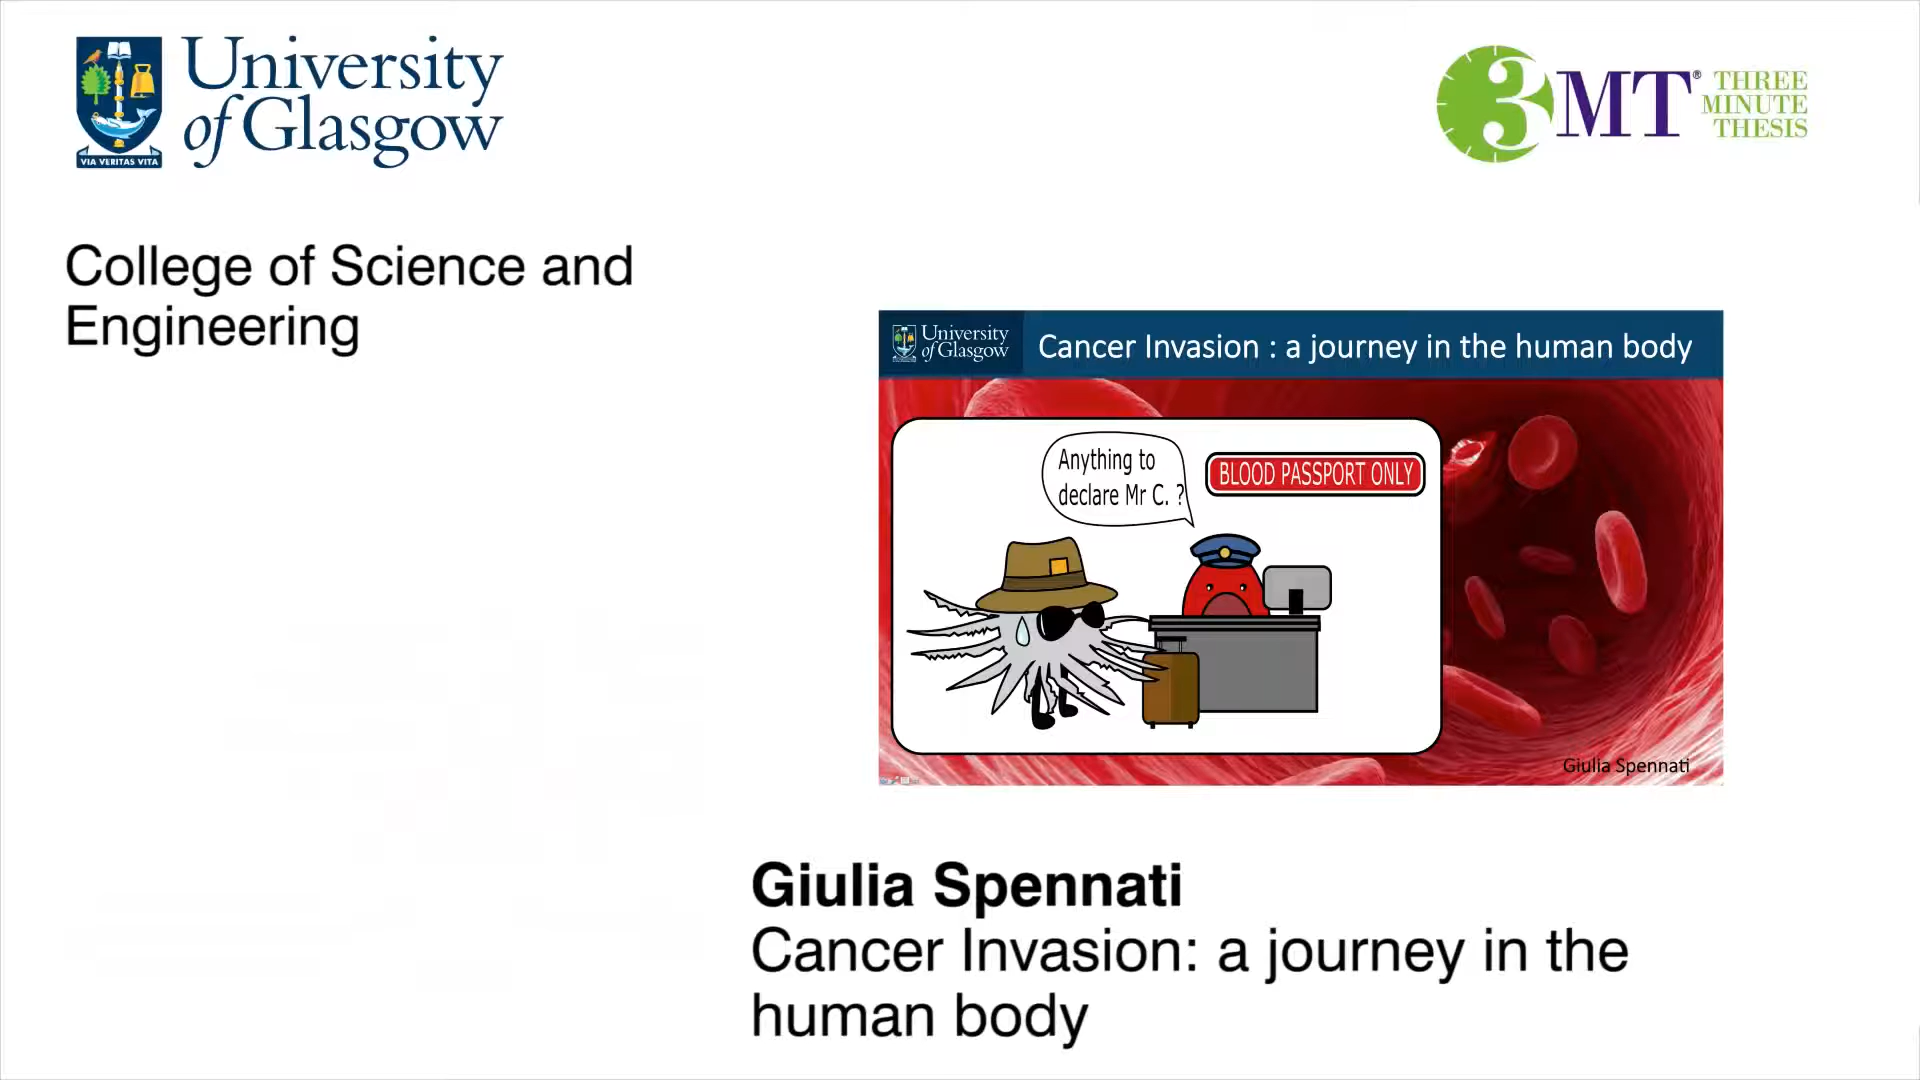 University
of Glasgow
VIA VERITAS VITA
3MT® THREE
MINUTE
THESIS
College of Science and
Engineering
University
of Glasgow
Cancer Invasion : a journey in the human body
Anything to
declare Mr C. ?
BLOOD PASSPORT ONLY
Giulia Spennati
Giulia Spennati
Cancer Invasion: a journey in the
human body